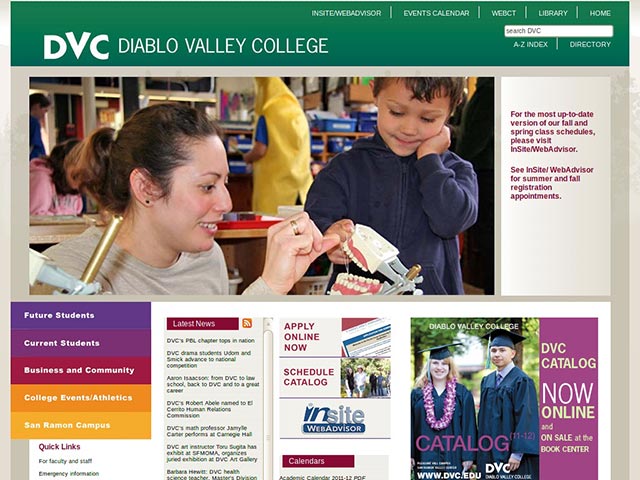 INSITE/WEBADVISOR
EVENTS CALENDAR
WEBCT
LIBRARY
HOME
search DVC
A-Z INDEX
DIRECTORY
DVC DIABLO VALLEY COLLEGE
For the most up-to-date
version of our fall and
spring class schedules,
please visit
InSite/WebAdvisor.
See InSite/ WebAdvisor
for summer and fall
registration
appointments.
Future Students
Current Students
Business and Community
College Events/Athletics
San Ramon Campus
Quick Links
For faculty and staff
Emergency information
Latest News
DVC's PBL chapter tops in nation
DVC drama students Udom and
Smick advance to national
competition
Aaron Isaacson: from DVC to law
school, back to DVC and to a great
career
DVC's Robert Abele named to El
Cerrito Human Relations
Commission
DVC's math professor Jamylle
Carter performs at Carnegie Hall
DVC art instructor Toru Sugita has
exhibit at SFMOMA, organizes
juried exhibition at DVC Art Gallery
Barbara Hewitt: DVC health
science teacher, Master's Division
APPLY
ONLINE
NOW
SCHEDULE
CATALOG
insite
WEBADVISOR
Calendars
Academic Calendar 2011-12 PDF
DIABLO VALLEY COLLEGE
DVC
CATALOG
NOW
ONLINE
and
ON SALE at the
BOOK CENTER
CATALOG (11-12)
PLEASANT HILL CAMPUS
SAN RAMON VALLEY CENTER
WWW.DVC.EDU
DVC